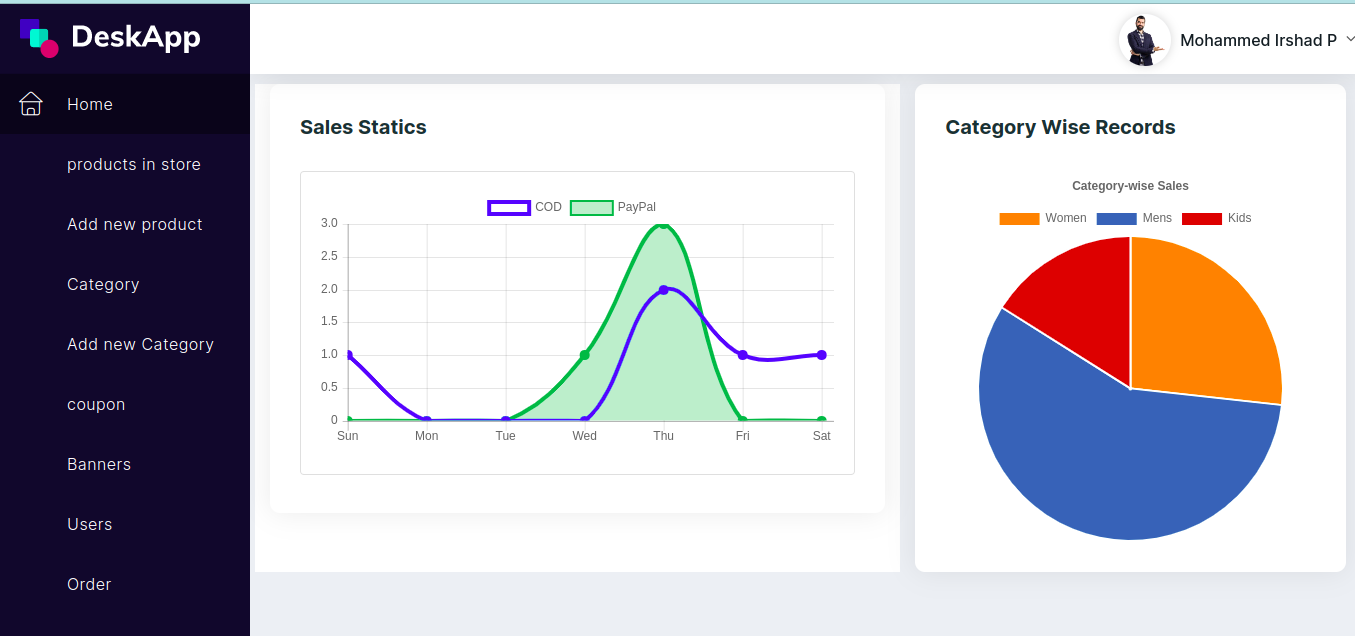 DeskApp
Mohammed Irshad P
Home
products in store
Add new product
Category
Add new Category
coupon
Banners
Users
Order
Sales Statics
COD PayPal
3.0
2.5
2.0
1.5
1.0
0.5
0
Sun Mon Tue Wed Thu Fri Sat
Category Wise Records
Category-wise Sales
Women Mens Kids